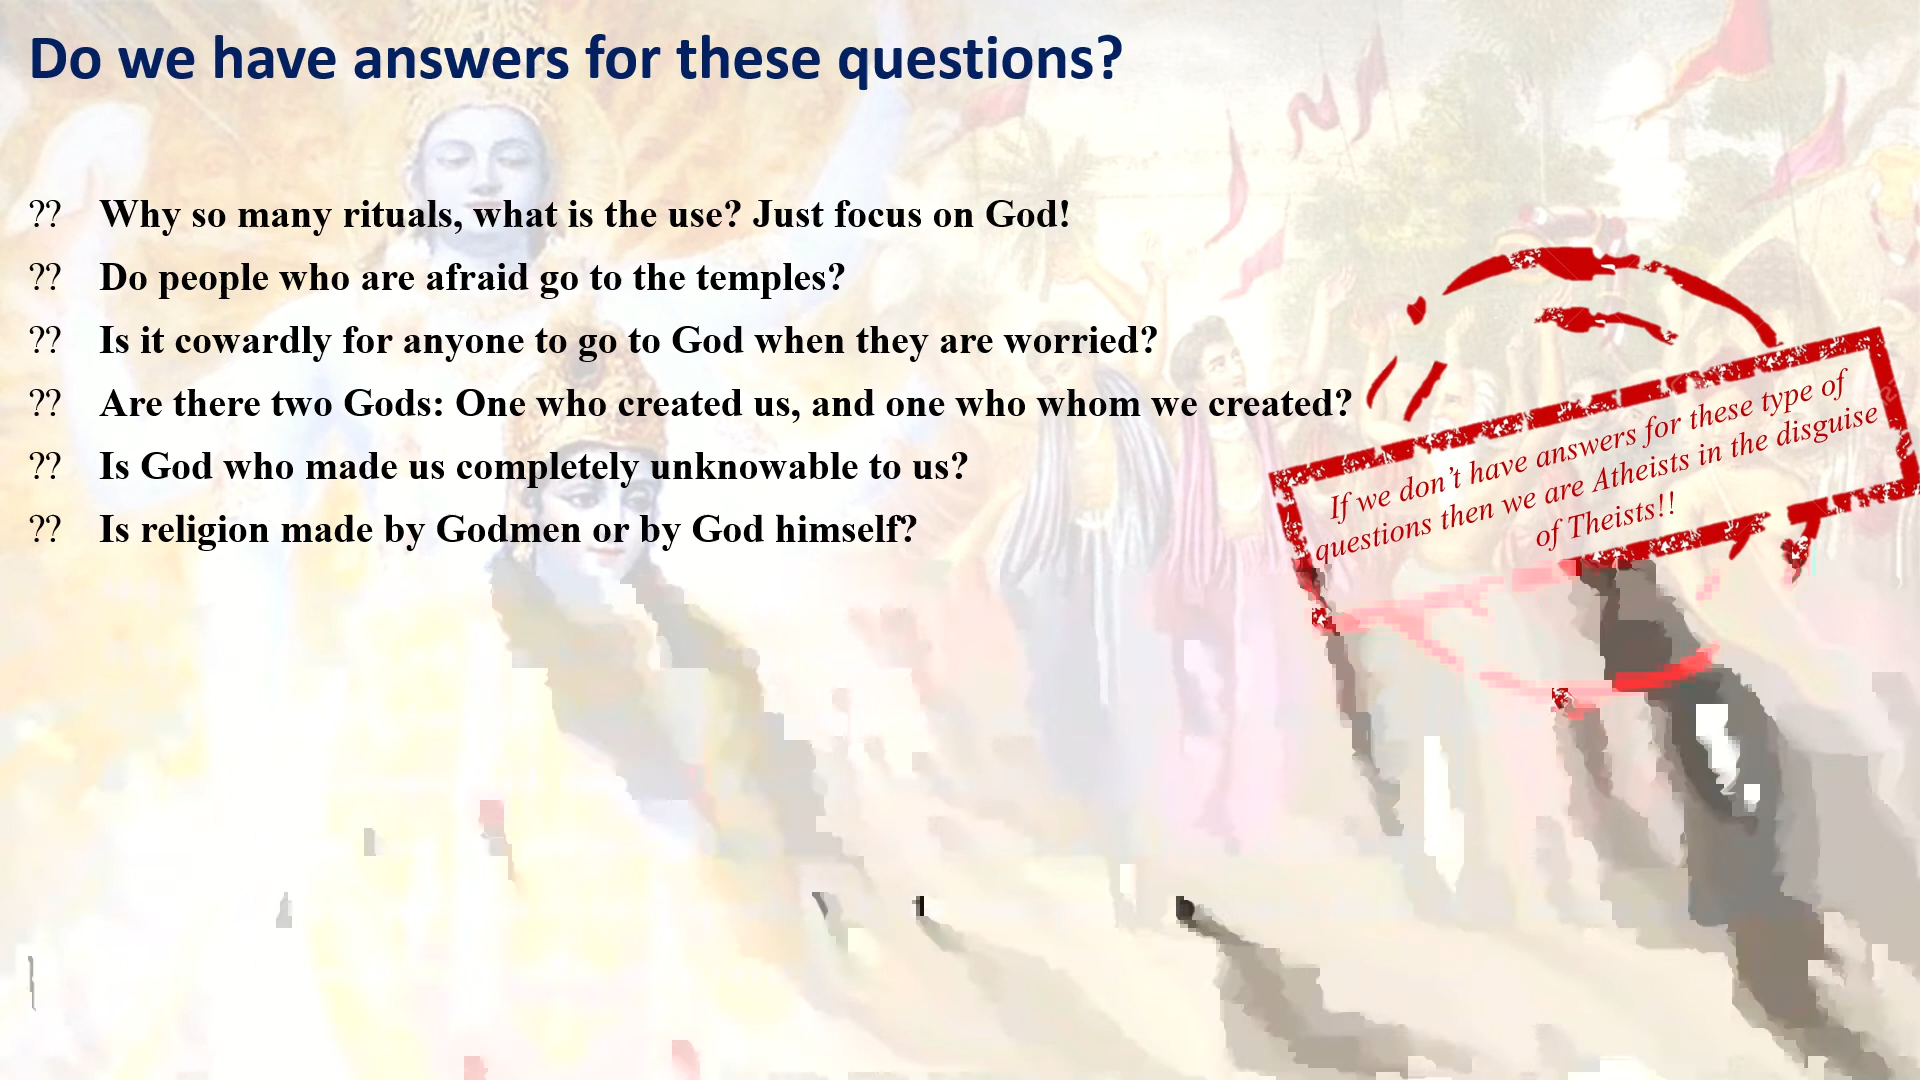 Do we have answers for these questions?
?? Why so many rituals, what is the use? Just focus on God!
?? Do people who are afraid go to the temples?
?? Is it cowardly for anyone to go to God when they are worried?
?? Are there two Gods: One who created us, and one who whom we created?
?? Is God who made us completely unknowable to us?
?? Is religion made by Godmen or by God himself?
If we don’t have answers for these type of
questions then we are Atheists in the disguise
of Theists!!